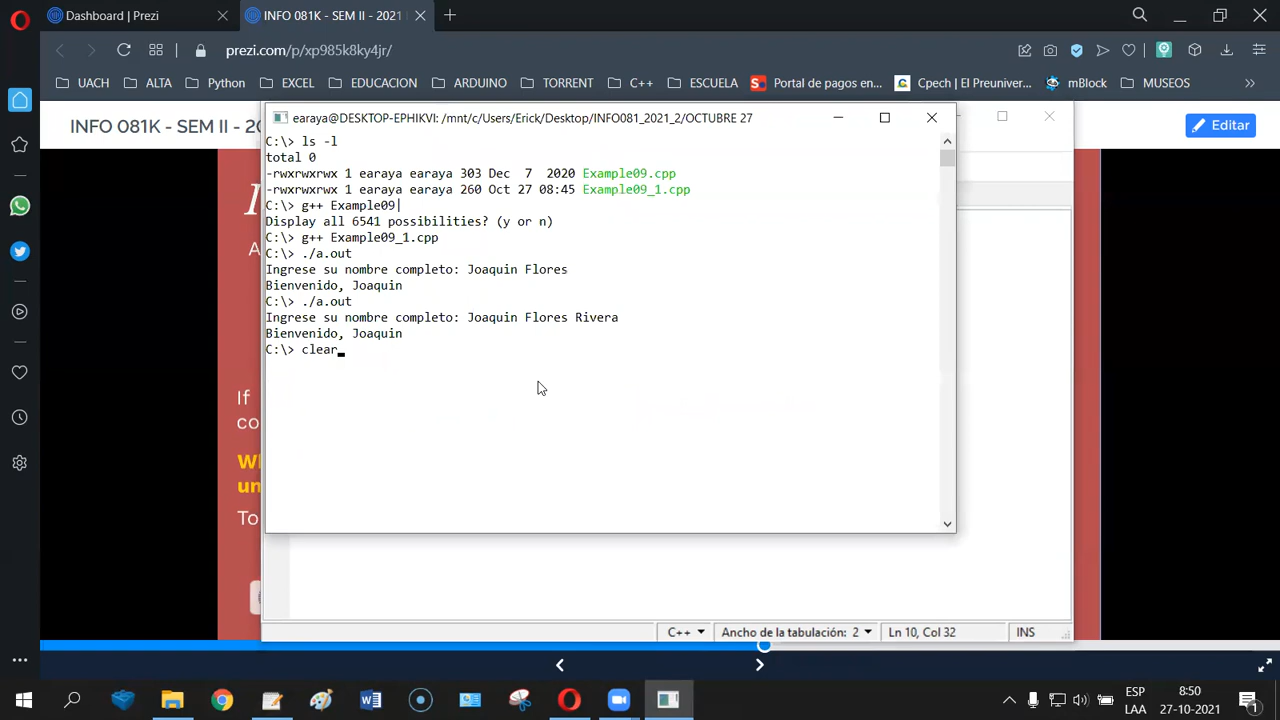 Dashboard | Prezi
INFO 081K - SEM II - 2021
prezi.com/p/xp985k8ky4jr/
UACH
ALTA
Python
EXCEL
EDUCACION
ARDUINO
TORRENT
C++
ESCUELA
Portal de pagos en...
Cpech | El Preuniver...
mBlock
MUSEOS
INFO 081K - SEM II - 2
Editar
earaya@DESKTOP-EPHIKVI: /mnt/c/Users/Erick/Desktop/INFO081_2021_2/OCTUBRE 27
C:\> ls -l
total 0
-rwxrwxrwx 1 earaya earaya 303 Dec  7  2020 Example09.cpp
-rwxrwxrwx 1 earaya earaya 260 Oct 27 08:45 Example09_1.cpp
C:\> g++ Example09|
Display all 6541 possibilities? (y or n)
C:\> g++ Example09_1.cpp
C:\> ./a.out
Ingrese su nombre completo: Joaquin Flores
Bienvenido, Joaquin
C:\> ./a.out
Ingrese su nombre completo: Joaquin Flores Rivera
Bienvenido, Joaquin
C:\> clear
A
If
co
W
un
To
C++
Ancho de la tabulación: 2
Ln 10, Col 32
INS
ESP
LAA
8:50
27-10-2021
1